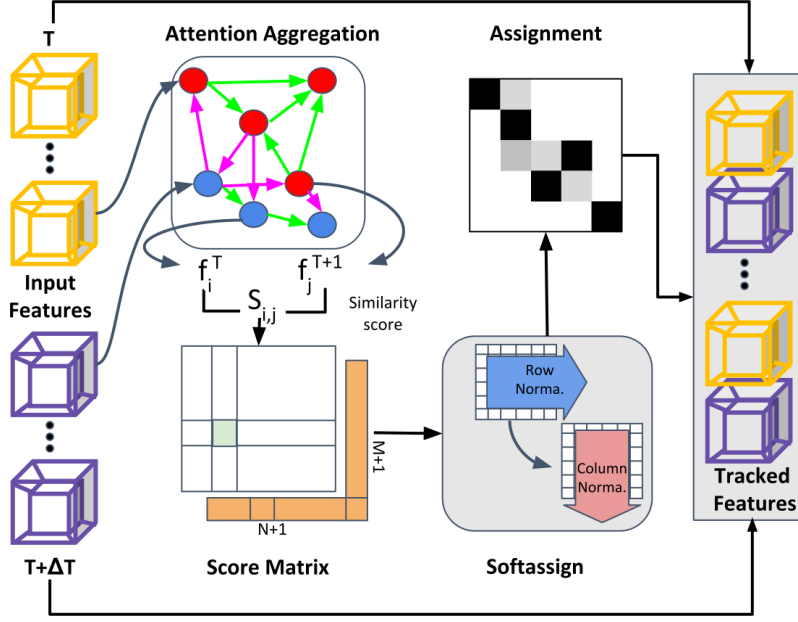 T
Attention Aggregation
Assignment
Input
Features
f_i^T
f_j^{T+1}
S_{i,j}
Similarity
score
M+1
N+1
Row
Norma.
Column
Norma.
Tracked
Features
T+ΔT
Score Matrix
Softassign